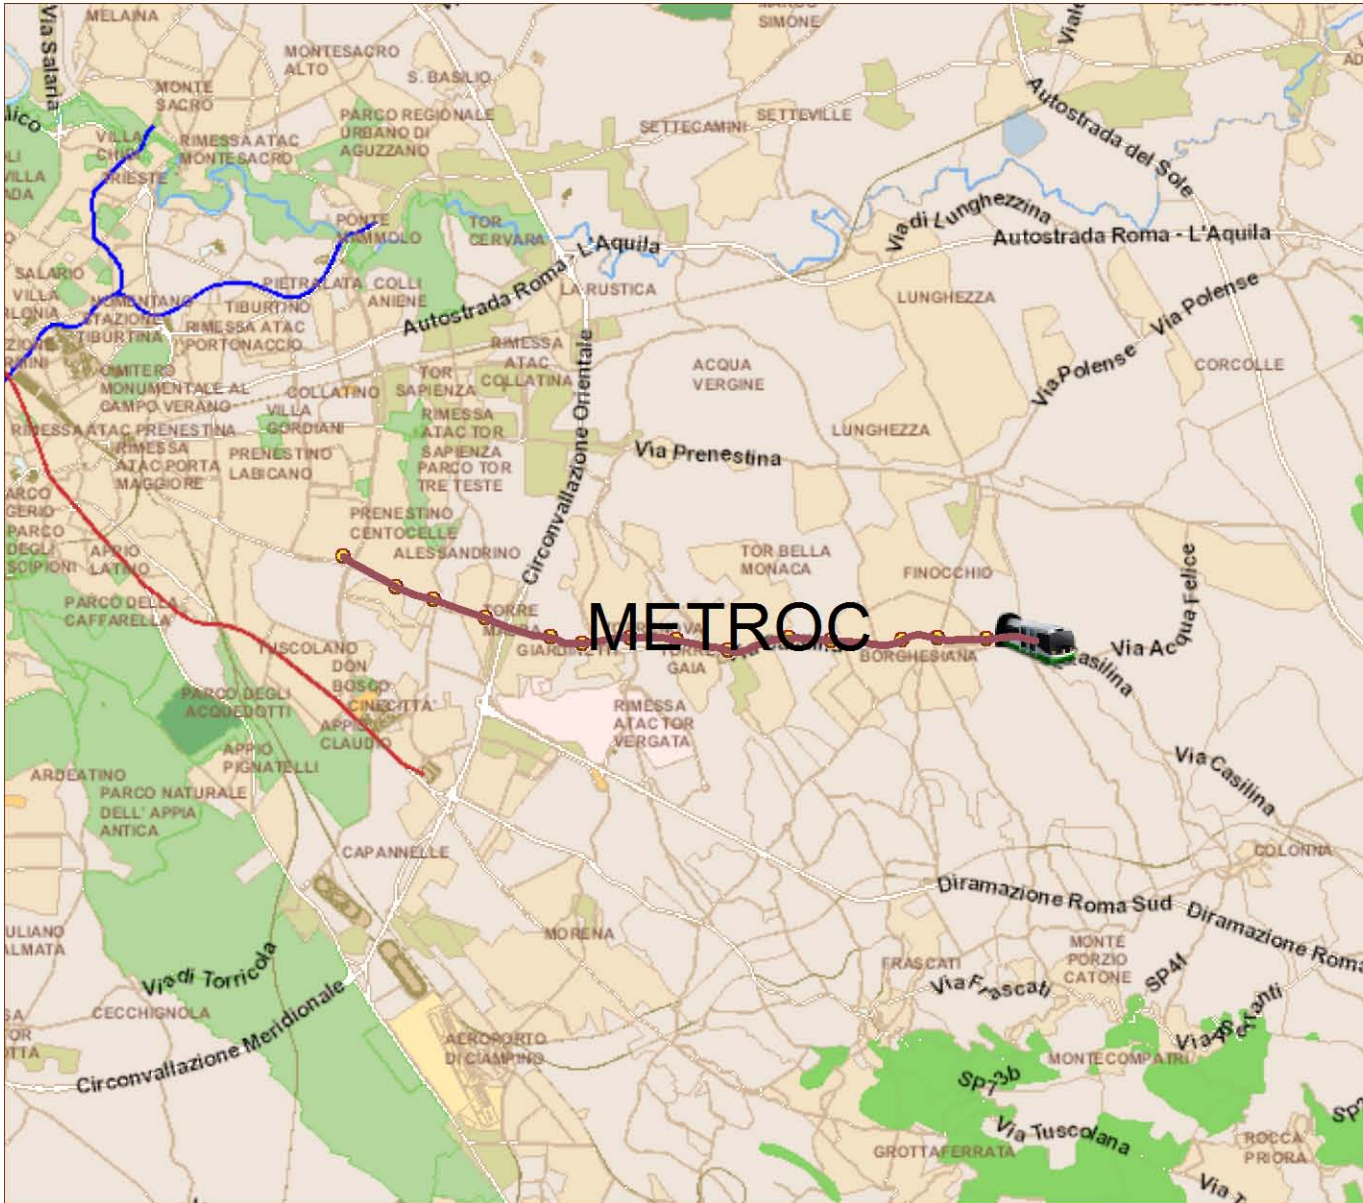 MELAINA
Via Salaria
MONTESACRO
ALTO
S. BASILIO
SIMONE
MONTE
SACRO
PARCO REGIONALE
URBANO DI
AGUZZANO
SETTECAMINI
SETTEVILLE
Autostrada del Sole
RIMESSA ATAC
MONTESACRO
VILLA
TRIESTE
PONTE
MAMMOLO
TOR
CERVARA
Via di Lunghezzina
Autostrada Roma - L'Aquila
Autostrada Roma - L'Aquila
SALARIO
VILLA
PIETRALATA
COLLI
ANIENE
LA RUSTICA
LUNGHEZZA
Via Polense
NOMENTANO
STAZIONE
TIBURTINA
TIBURTINO
RIMESSA ATAC
PORTONACCIO
RIMESSA
ATAC
COLLATINA
Circonvallazione Orientale
ACQUA
VERGINE
Via Polense
CORCOLLE
CIMITERO
MONUMENTALE AL
CAMPO VERANO
COLLATINO
TOR
SAPIENZA
VILLA
GORDIANI
RIMESSA
ATAC TOR
SAPIENZA
RIMESSA ATAC PRENESTINA
RIMESSA
ATAC PORTA
MAGGIORE
PRENESTINO
LABICANO
PARCO TOR
TRE TESTE
Via Prenestina
LUNGHEZZA
PARCO
DEGLI
SCIPIONI
APPIO
LATINO
PRENESTINO
CENTOCELLE
ALESSANDRINO
TOR BELLA
MONACA
FINOCCHIO
Via Acqua Felice
PARCO DELLA
CAFFARELLA
TORRE
METROC
GAIA
BORGHESIANA
Casilina
TUSCOLANO
DON
BOSCO
CINECITTA'
PARCO DEGLI
ACQUEDOTTI
APPIO
CLAUDIO
RIMESSA
ATAC TOR
VERGATA
APPIO
PIGNATELLI
Via Casilina
ARDEATINO
PARCO NATURALE
DELL' APPIA
ANTICA
CAPANNELLE
COLONNA
Diramazione Roma Sud
Diramazione Roma
MORENA
MONTE
PORZIO
CATONE
SP41
FRASCATI
Via Frascati
Via di Torricola
CECCHIGNOLA
Circonvallazione Meridionale
AEROPORTO
DI CIAMPINO
MONTECOMPATRI
Via Tuscolana
GROTTAFERRATA
ROCCA
PRIORA